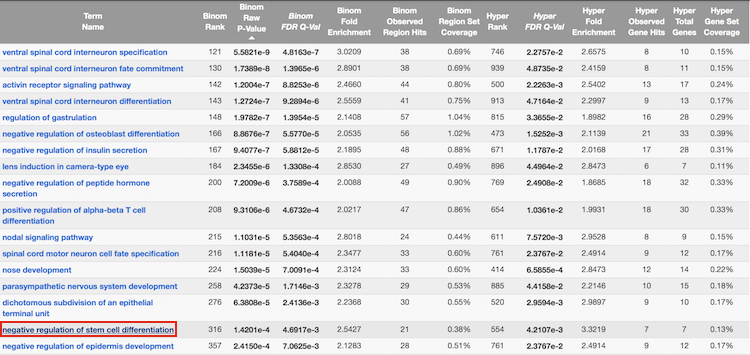 Term Name Binom Rank Binom Raw P-Value Binom FDR Q-Val Binom Fold Enrichment Binom Observed Region Hits Binom Region Set Coverage Hyper Rank Hyper FDR Q-Val Hyper Fold Enrichment Hyper Observed Gene Hits Hyper Total Genes Hyper Gene Set Coverage
ventral spinal cord interneuron specification 121 5.5821e-9 4.8163e-7 3.0209 38 0.69% 746 2.2757e-2 2.6575 8 10 0.15%
ventral spinal cord interneuron fate commitment 130 1.7389e-8 1.3965e-6 2.8901 38 0.69% 939 4.8735e-2 2.4159 8 11 0.15%
activin receptor signaling pathway 142 1.2004e-7 8.8253e-6 2.4660 44 0.80% 500 2.2263e-3 2.5402 13 17 0.24%
ventral spinal cord interneuron differentiation 143 1.2724e-7 9.2894e-6 2.5559 41 0.75% 913 4.7164e-2 2.2997 9 13 0.17%
regulation of gastrulation 148 1.9782e-7 1.3954e-5 2.1408 57 1.04% 815 3.3655e-2 1.8982 16 28 0.29%
negative regulation of osteoblast differentiation 166 8.8676e-7 5.5770e-5 2.0535 56 1.02% 473 1.5252e-3 2.1139 21 33 0.39%
negative regulation of insulin secretion 167 9.4077e-7 5.8812e-5 2.1895 48 0.88% 671 1.1787e-2 2.0168 17 28 0.31%
lens induction in camera-type eye 184 2.3455e-6 1.3308e-4 2.8530 27 0.49% 896 4.4964e-2 2.8473 6 7 0.11%
negative regulation of peptide hormone secretion 200 7.2009e-6 3.7589e-4 2.0088 49 0.90% 769 2.4908e-2 1.8685 18 32 0.33%
positive regulation of alpha-beta T cell differentiation 208 9.3106e-6 4.6732e-4 2.0217 47 0.86% 654 1.0361e-2 1.9931 18 30 0.33%
nodal signaling pathway 215 1.1031e-5 5.3563e-4 2.8018 24 0.44% 611 7.5720e-3 2.9528 8 9 0.15%
spinal cord motor neuron cell fate specification 216 1.1181e-5 5.4040e-4 2.3477 33 0.60% 761 2.3767e-2 2.4914 9 12 0.17%
nose development 224 1.5039e-5 7.0091e-4 2.3124 33 0.60% 414 6.5855e-4 2.8473 12 14 0.22%
parasympathetic nervous system development 258 4.2373e-5 1.7146e-3 2.3278 29 0.53% 885 4.4158e-2 2.2146 10 15 0.18%
dichotomous subdivision of an epithelial terminal unit 276 6.3808e-5 2.4136e-3 2.2368 30 0.55% 520 2.9594e-3 2.9897 9 10 0.17%
negative regulation of stem cell differentiation 316 1.4201e-4 4.6917e-3 2.5427 21 0.38% 554 4.2107e-3 3.3219 7 7 0.13%
negative regulation of epidermis development 357 2.4150e-4 7.0625e-3 2.1283 28 0.51% 761 2.3767e-2 2.4914 9 12 0.17%